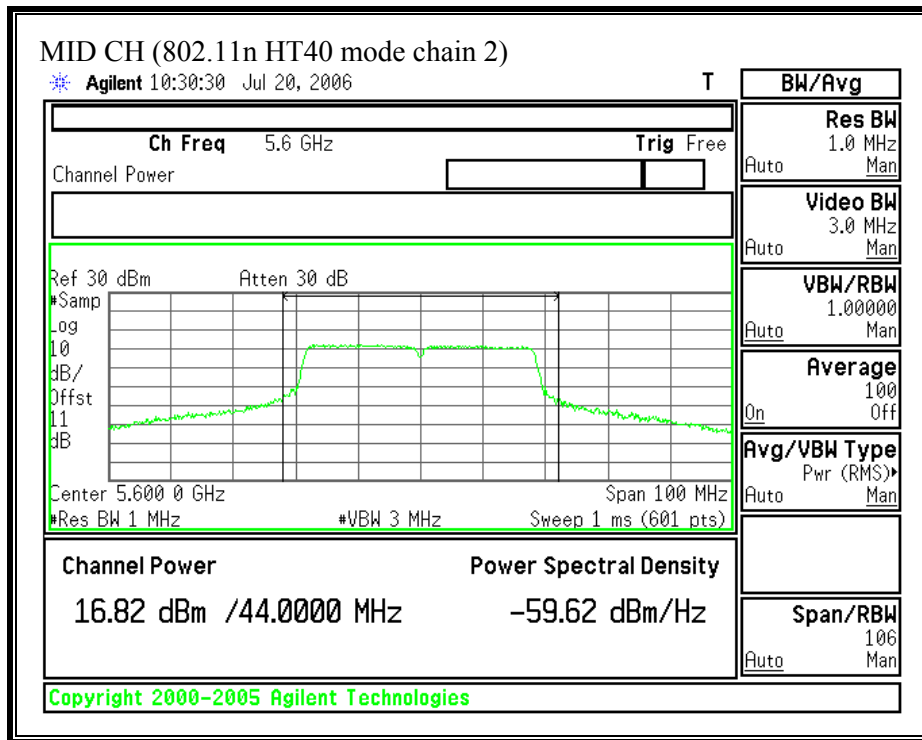 MID CH (802.11n HT40 mode chain 2)
Agilent 10:30:30 Jul 20, 2006 T
Ch Freq 5.6 GHz Trig Free
Channel Power
Ref 30 dBm Atten 30 dB
#Samp
Log
10
dB/
Offst
11
dB
Center 5.600 0 GHz Span 100 MHz
#Res BW 1 MHz #VBW 3 MHz Sweep 1 ms (601 pts)
Channel Power Power Spectral Density
16.82 dBm /44.0000 MHz -59.62 dBm/Hz
Copyright 2000-2005 Agilent Technologies
BW/Avg
Res BW
1.0 MHz
Auto Man
Video BW
3.0 MHz
Auto Man
VBW/RBW
1.00000
Auto Man
Average
100
On Off
Avg/VBW Type
Pwr (RMS)▸
Auto Man
Span/RBW
106
Auto Man